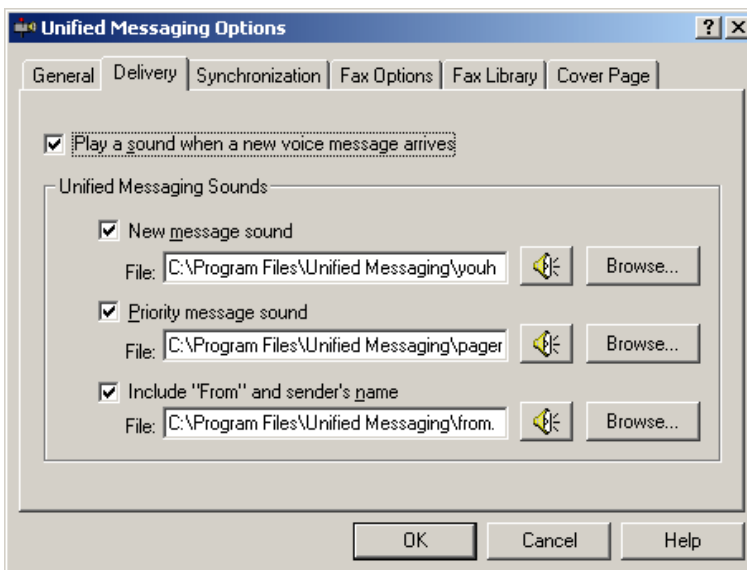 Unified Messaging Options
General Delivery Synchronization Fax Options Fax Library Cover Page
Play a sound when a new voice message arrives
Unified Messaging Sounds
New message sound
File: C:\Program Files\Unified Messaging\youh Browse...
Priority message sound
File: C:\Program Files\Unified Messaging\pager Browse...
Include "From" and sender's name
File: C:\Program Files\Unified Messaging\from. Browse...
OK Cancel Help